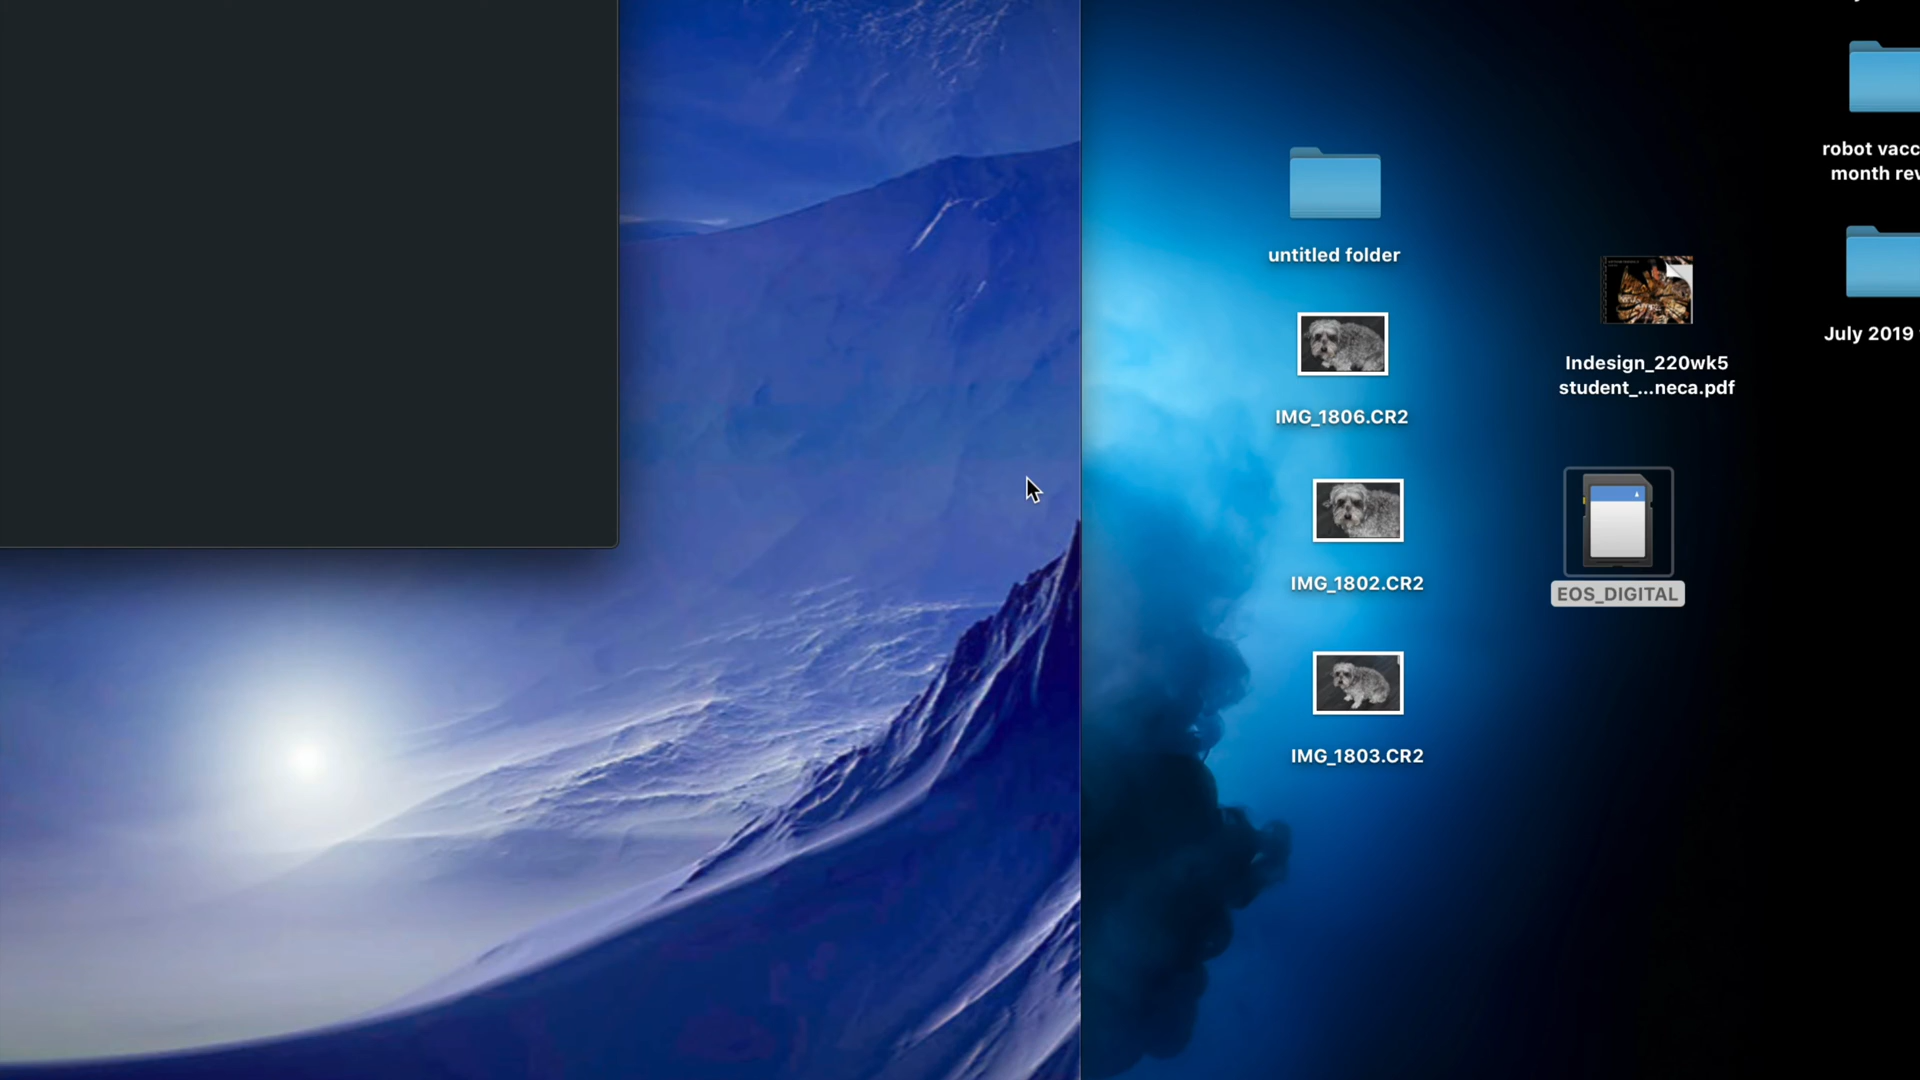 robot vacc
month rev
untitled folder
July 2019
Indesign_220wk5
student_...neca.pdf
IMG_1806.CR2
IMG_1802.CR2
EOS_DIGITAL
IMG_1803.CR2